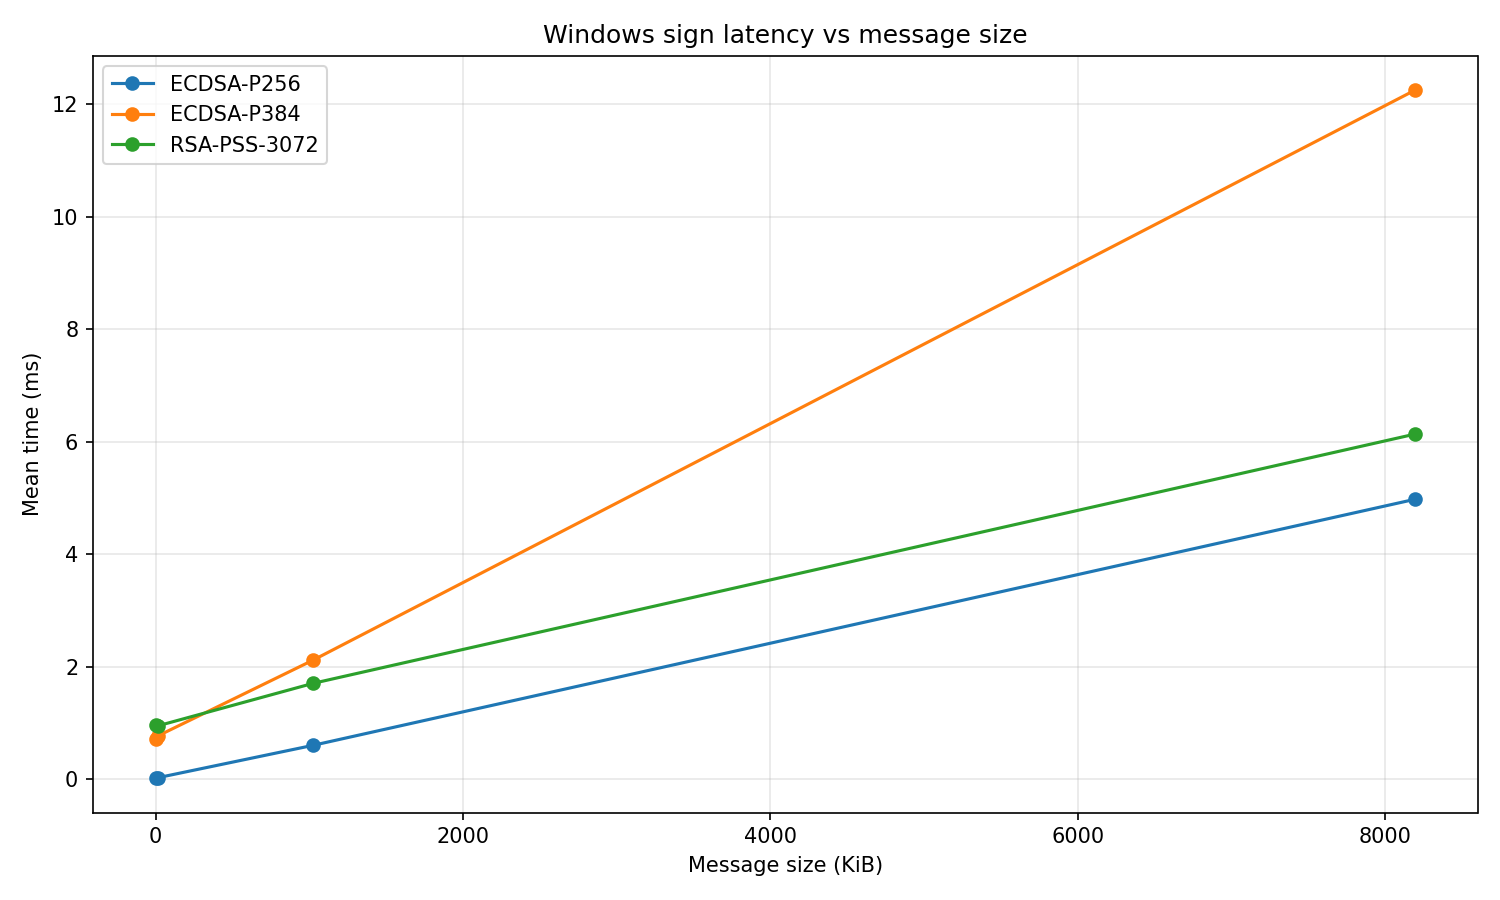 Windows sign latency vs message size
ECDSA-P256
ECDSA-P384
RSA-PSS-3072
Mean time (ms)
12
10
8
6
4
2
0
0 2000 4000 6000 8000
Message size (KiB)